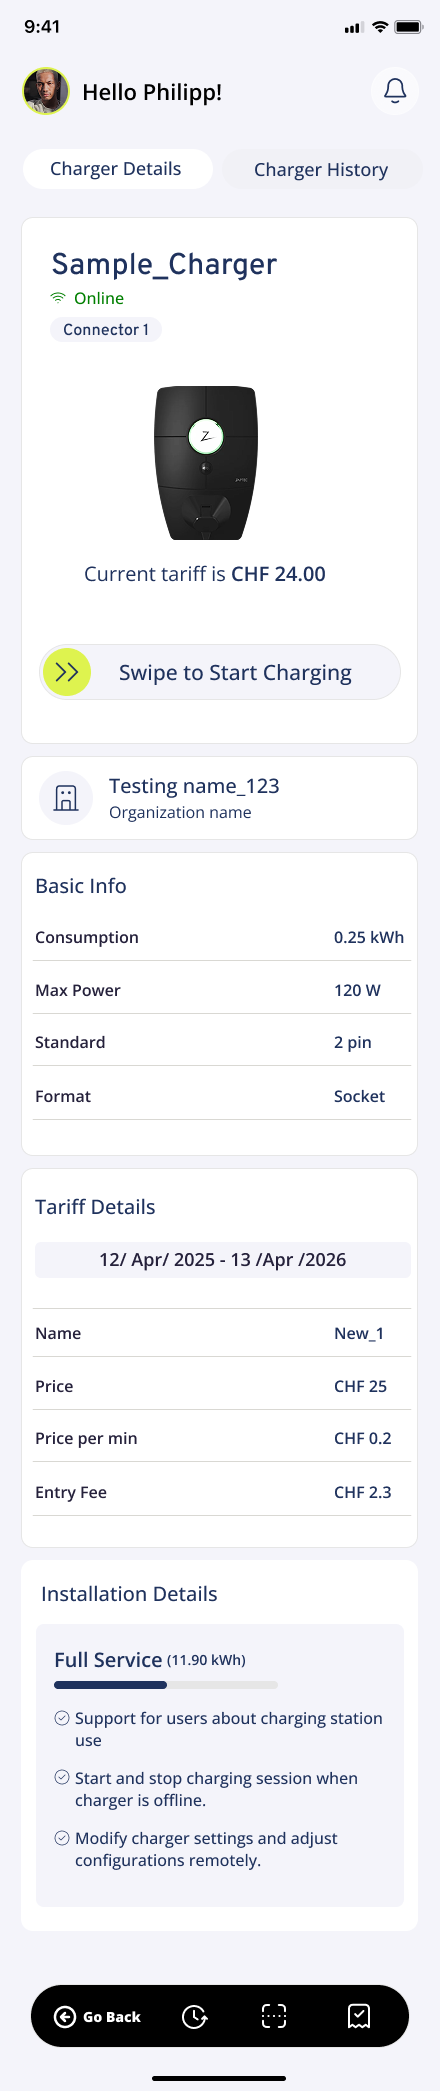 9:41
Hello Philipp!
Charger Details
Charger History
Sample_Charger
Online
Connector 1
Z
Current tariff is CHF 24.00
Swipe to Start Charging
Testing name_123
Organization name
Basic Info
Consumption 0.25 kWh
Max Power 120 W
Standard 2 pin
Format Socket
Tariff Details
12/ Apr/ 2025 - 13 /Apr /2026
Name New_1
Price CHF 25
Price per min CHF 0.2
Entry Fee CHF 2.3
Installation Details
Full Service (11.90 kWh)
Support for users about charging station
use
Start and stop charging session when
charger is offline.
Modify charger settings and adjust
configurations remotely.
Go Back